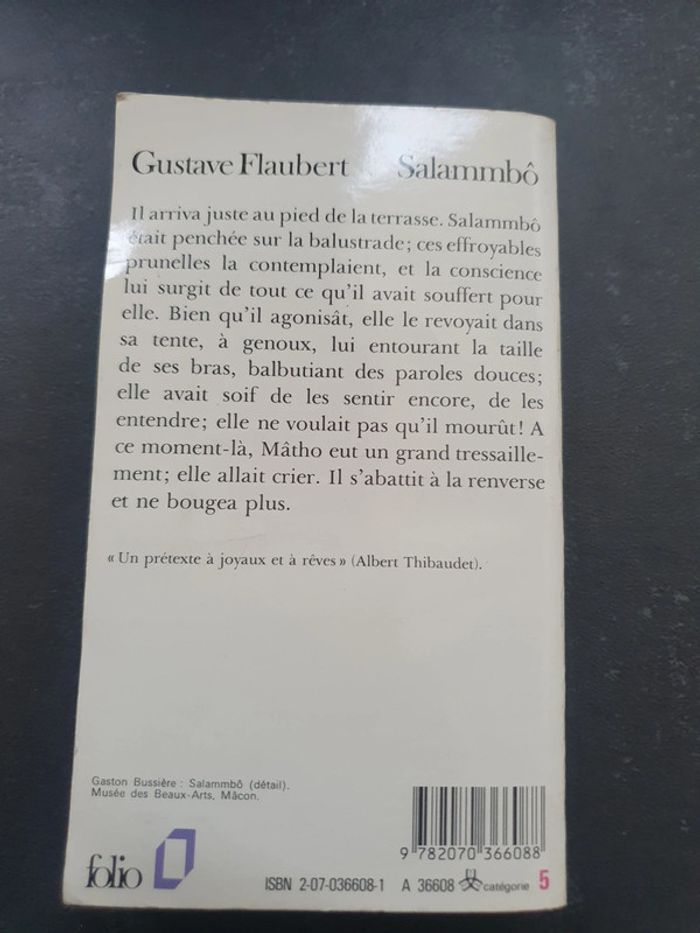 Gustave Flaubert Salammbô
Il arriva juste au pied de la terrasse. Salammbô
était penchée sur la balustrade; ces effroyables
prunelles la contemplaient, et la conscience
lui surgit de tout ce qu'il avait souffert pour
elle. Bien qu'il agonisât, elle le revoyait dans
sa tente, à genoux, lui entourant la taille
de ses bras, balbutiant des paroles douces;
elle avait soif de les sentir encore, de les
entendre; elle ne voulait pas qu'il mourût! A
ce moment-là, Mâtho eut un grand tressaille-
ment; elle allait crier. Il s'abattit à la renverse
et ne bougea plus.
« Un prétexte à joyaux et à rêves» (Albert Thibaudet).
Gaston Bussière : Salammbô (détail).
Musée des Beaux-Arts, Mâcon.
9 782070 366088
folio ISBN 2-07-036608-1 A 36608 catégorie 5